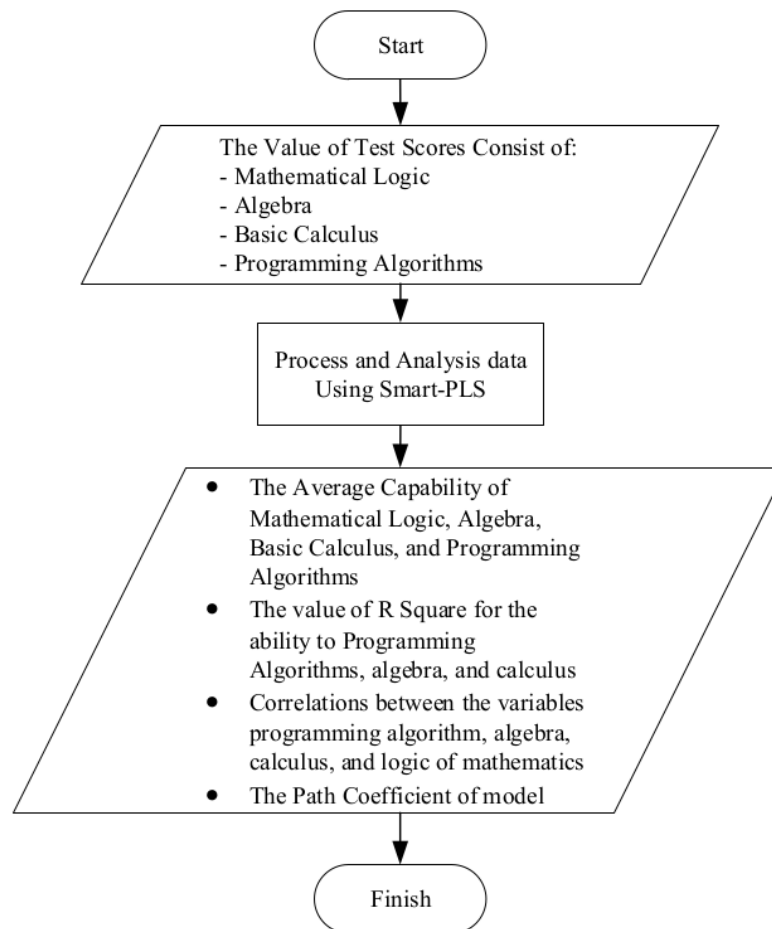 Start
The Value of Test Scores Consist of:
- Mathematical Logic
- Algebra
- Basic Calculus
- Programming Algorithms
Process and Analysis data
Using Smart-PLS
● The Average Capability of
Mathematical Logic, Algebra,
Basic Calculus, and Programming
Algorithms
● The value of R Square for the
ability to Programming
Algorithms, algebra, and calculus
● Correlations between the variables
programming algorithm, algebra,
calculus, and logic of mathematics
● The Path Coefficient of model
Finish